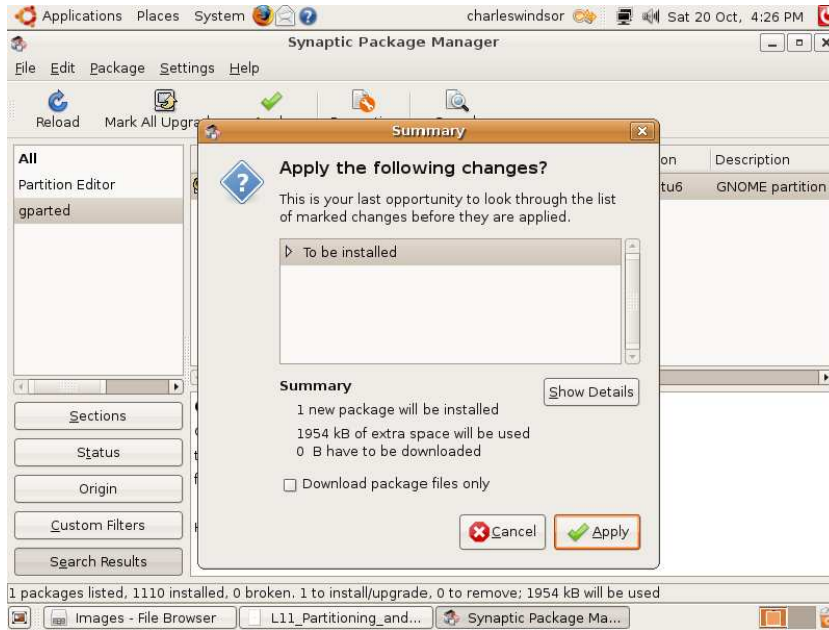 Applications Places System charleswindsor Sat 20 Oct, 4:26 PM
Synaptic Package Manager
File Edit Package Settings Help
Reload Mark All Upgra
Summary
All
Partition Editor
gparted
on Description
tu6 GNOME partition
Apply the following changes?
This is your last opportunity to look through the list
of marked changes before they are applied.
To be installed
Summary
Show Details
1 new package will be installed
1954 kB of extra space will be used
0 B have to be downloaded
Download package files only
Cancel Apply
Sections
Status
Origin
Custom Filters
Search Results
1 packages listed, 1110 installed, 0 broken. 1 to install/upgrade, 0 to remove; 1954 kB will be used
Images - File Browser L11_Partitioning_and... Synaptic Package Ma...